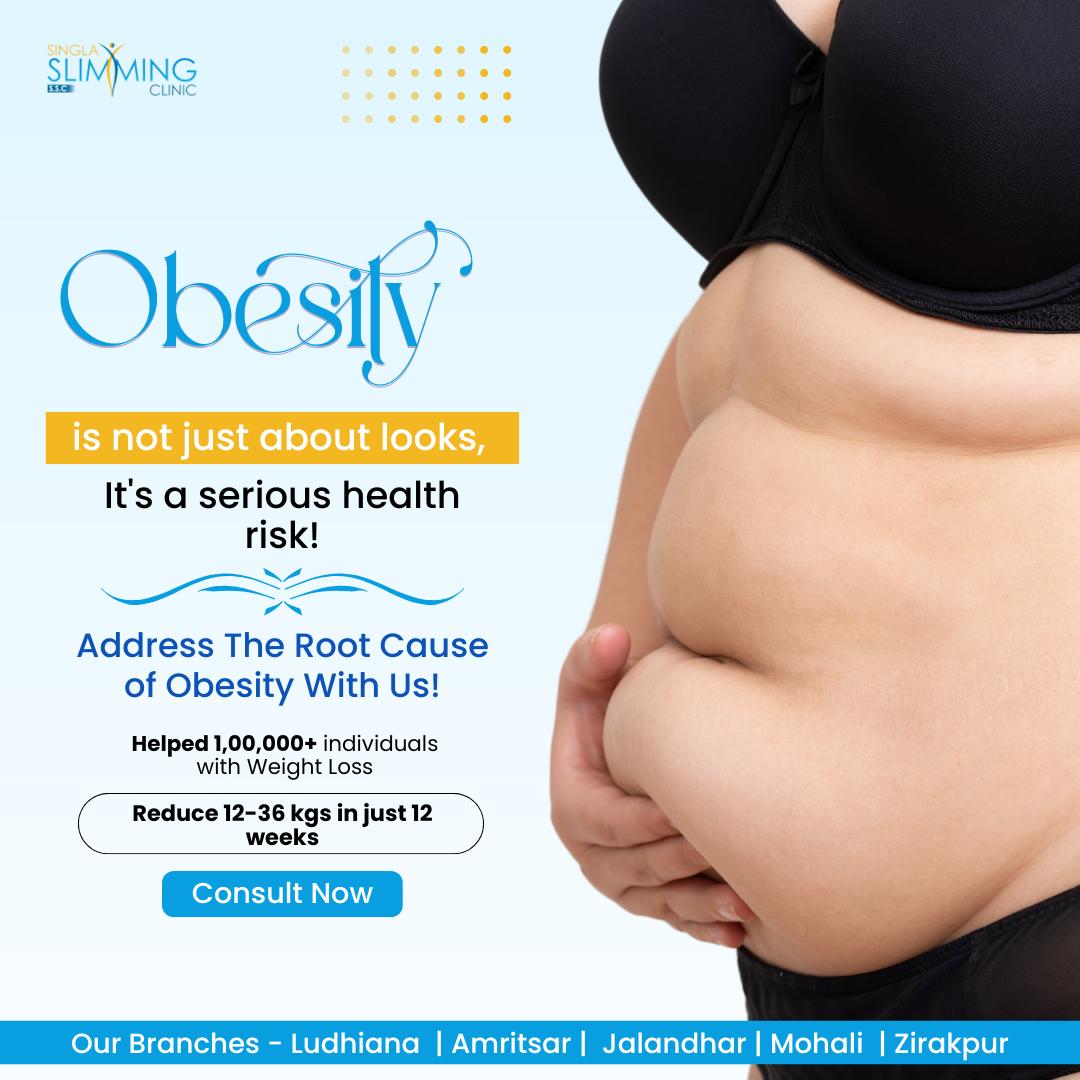 SINGLA
SLIMMING
S.S.C
CLINIC
Obesity
is not just about looks,
It's a serious health
risk!
Address The Root Cause
of Obesity With Us!
Helped 1,00,000+ individuals
with Weight Loss
Reduce 12-36 kgs in just 12
weeks
Consult Now
Our Branches - Ludhiana | Amritsar | Jalandhar | Mohali | Zirakpur